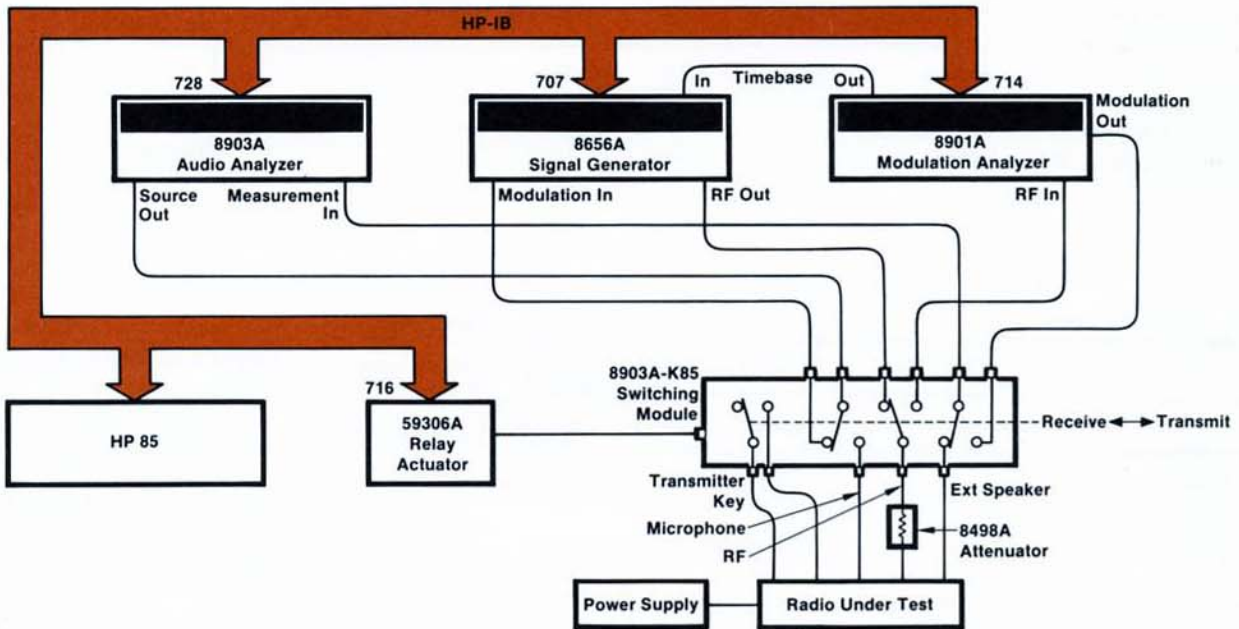 HP-IB
728
707
In
Timebase
Out
714
Modulation
Out
8903A
Audio Analyzer
8656A
Signal Generator
8901A
Modulation Analyzer
Source
Out
Measurement
In
Modulation In
RF Out
RF In
8903A-K85
Switching
Module
716
HP 85
59306A
Relay
Actuator
Receive
Transmit
Transmitter
Key
Ext Speaker
Microphone
RF
8498A
Attenuator
Power Supply
Radio Under Test